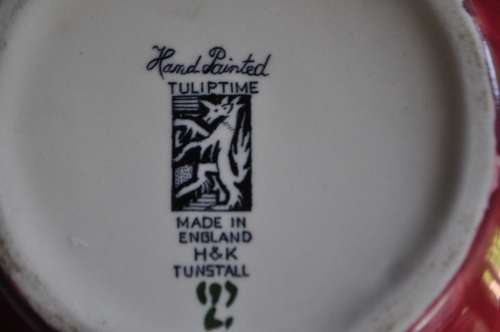 Hand Painted
TULIPTIME
MADE IN
ENGLAND
H&K
TUNSTALL